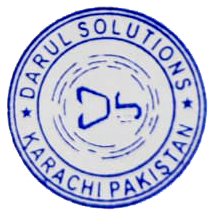 ★ DARUL SOLUTIONS ★
KARACHI PAKISTAN
DS